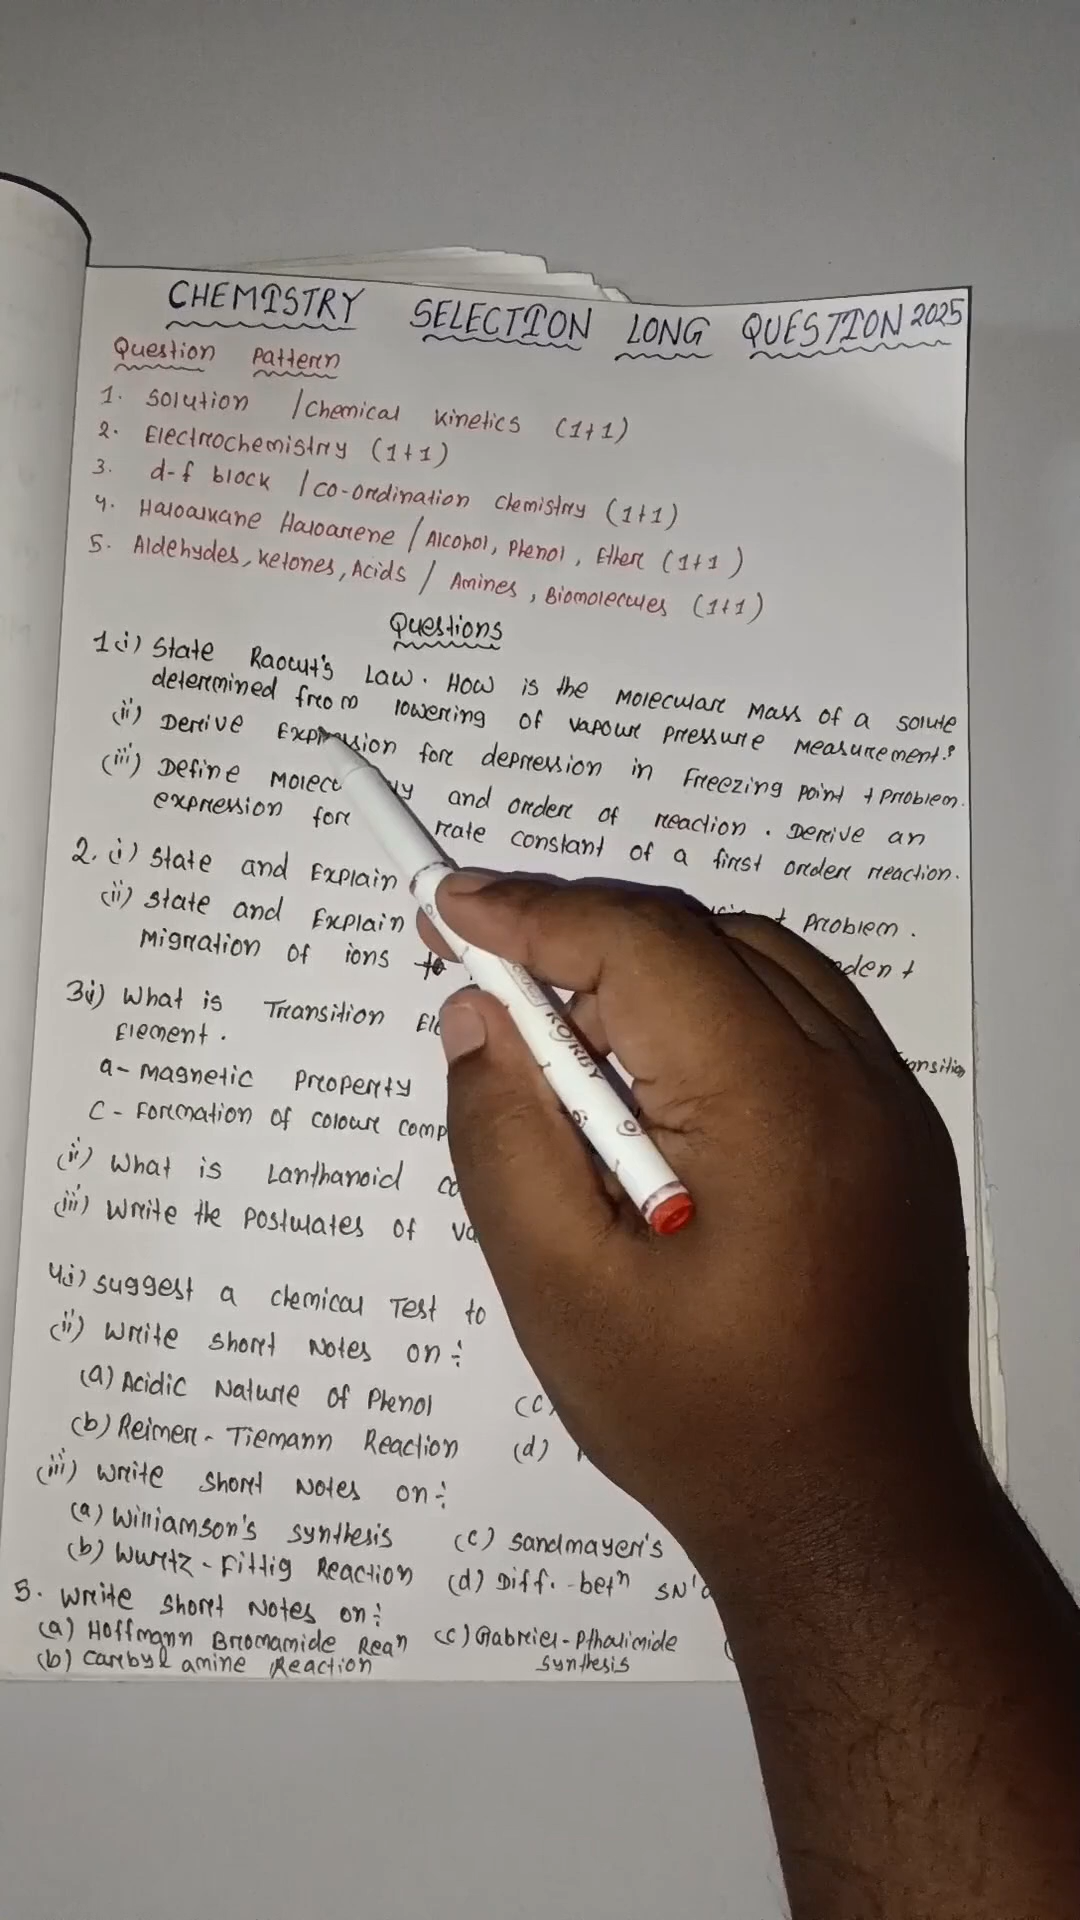 CHEMISTRY SELECTION LONG QUESTION 2025
Question Pattern
1. Solution / Chemical Kinetics (1+1)
2. Electrochemistry (1+1)
3. d-f block / co-ordination chemistry (1+1)
4. Haloalkane Haloarene / Alcohol, Phenol, Ether (1+1)
5. Aldehydes, Ketones, Acids / Amines, Biomolecules (1+1)
Questions
1 i) State Raoult's Law. How is the Molecular Mass of a solute
determined from lowering of vapour pressure measurement?
(ii) Derive Expression for depression in Freezing point + Problem.
(iii) Define and order of reaction. Derive an
expression for rate constant of a first order reaction.
2. i) State and Explain Problem.
(ii) State and Explain
Migration of ions
3 i) What is Transition
Element.
a- Magnetic Property
C- Formation of colour
(ii) What is Lanthanoid
(iii) Write the Postulates of
4 i) Suggest a chemical Test to
(ii) Write Short Notes on÷
(a) Acidic Nature of Phenol (c)
(b) Reimer-Tiemann Reaction (d)
(iii) Write Short Notes on÷
(a) Williamson's synthesis (c) Sandmayer's
(b) Wurtz-Fittig Reaction (d) Diff.-betn SN'
5. Write Short Notes on÷
(a) Hoffmann Bromamide Rean (c) Gabriel-Pthalimide
synthesis
(b) Carbyl amine Reaction
KORBY